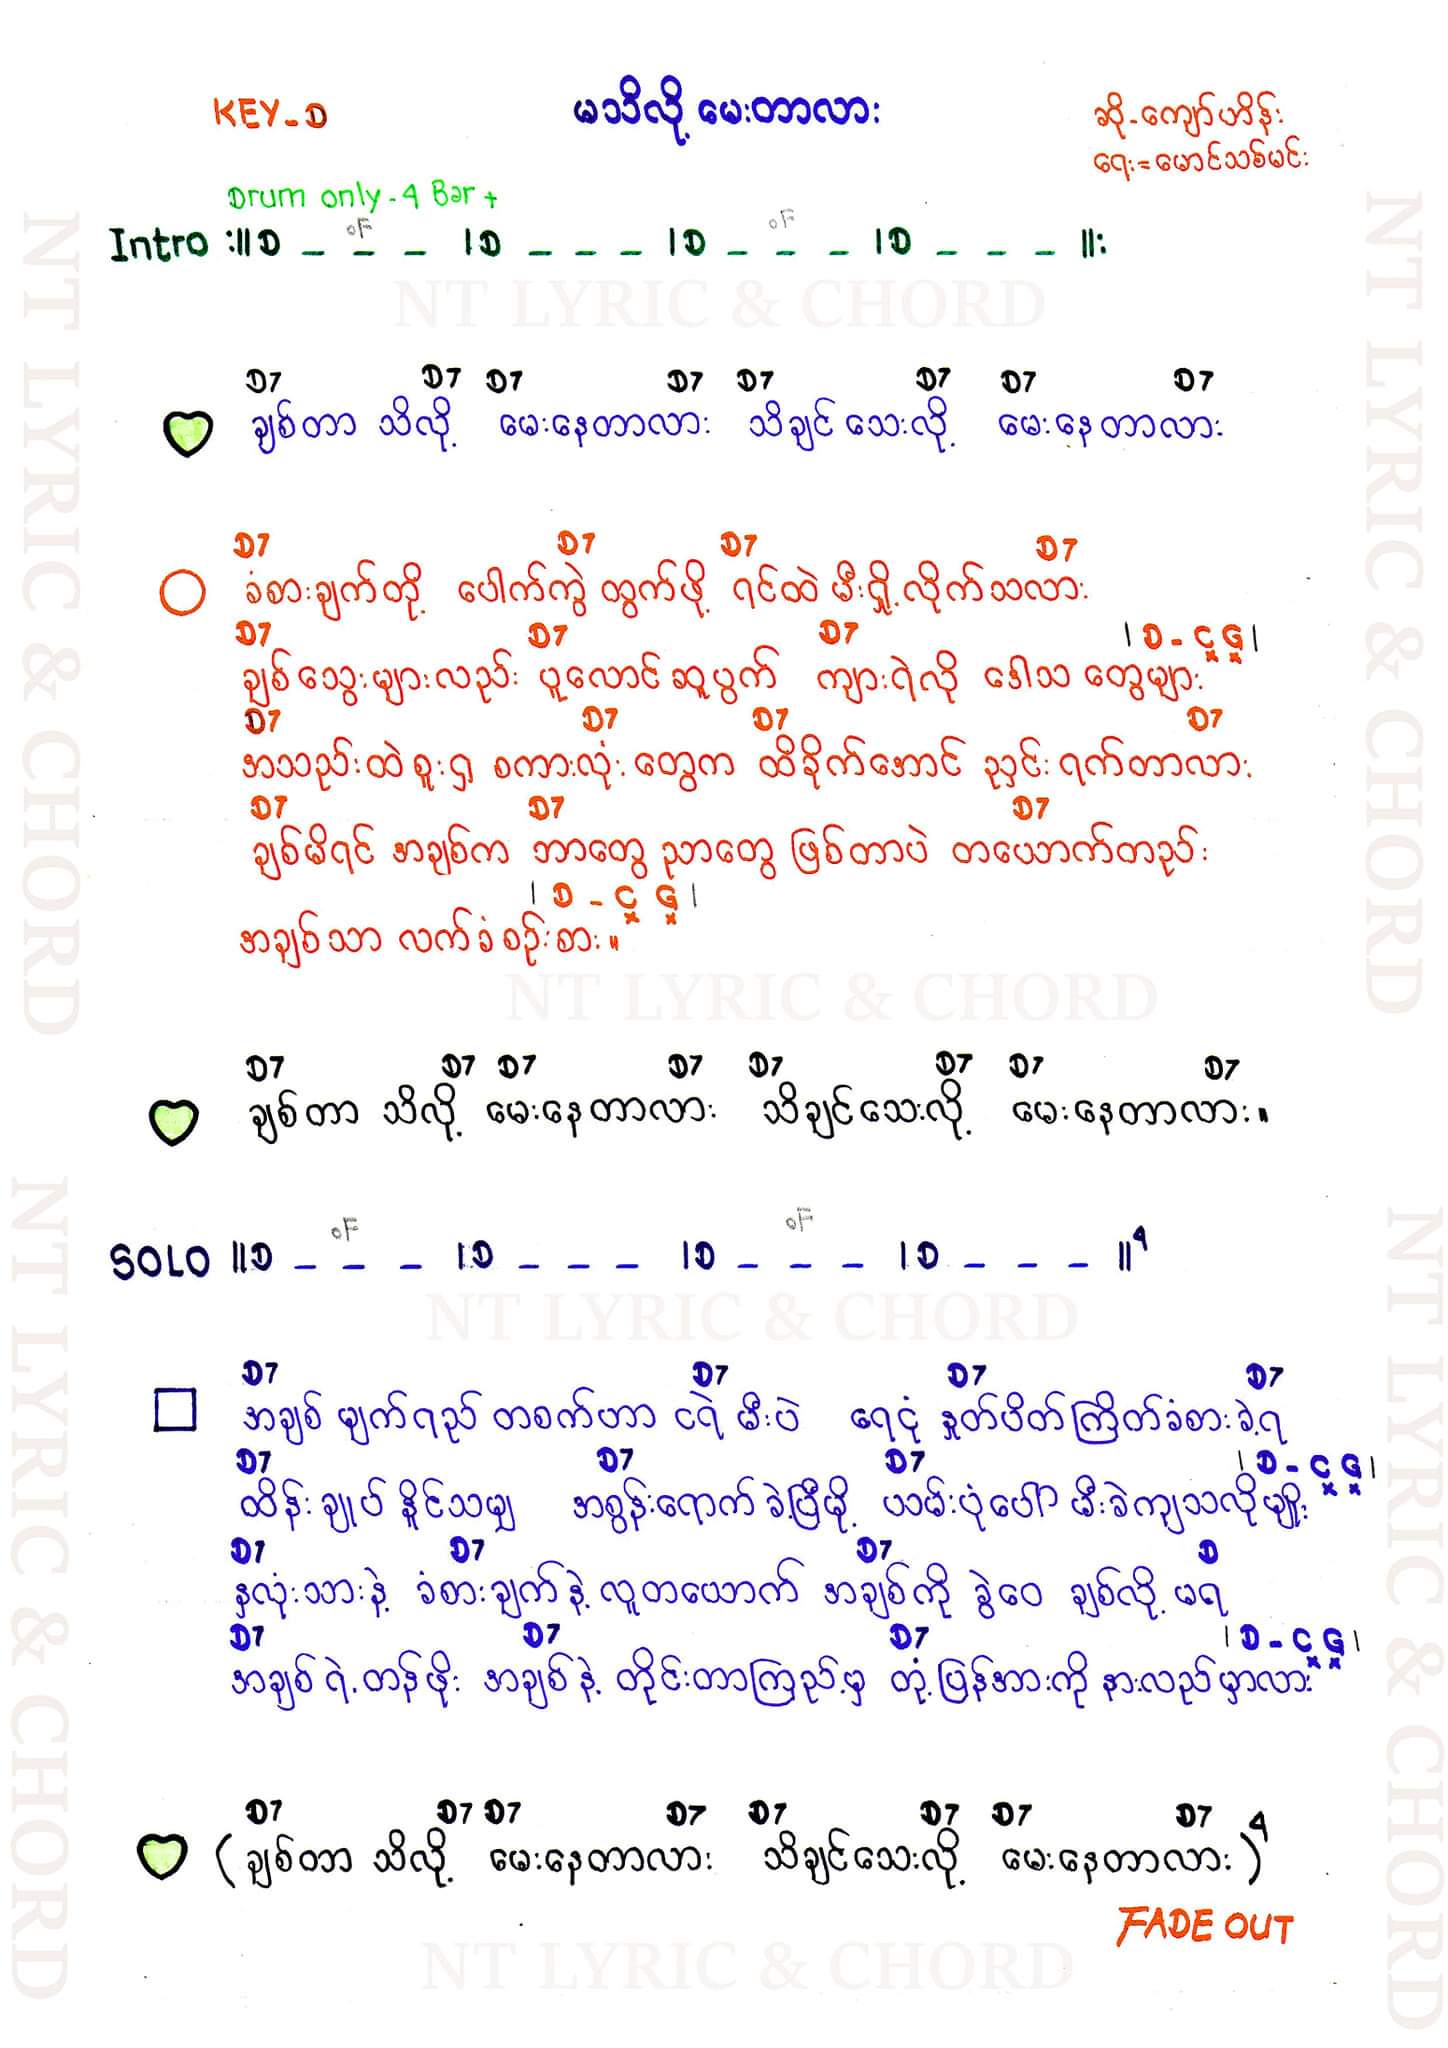 KEY - D
မသိလို့ မေးတာလား
ဆို - ကျော်ဟိန်း
ရေး = မောင်သစ်မင်း
Drum only - 4 Bar +
Intro :||D _ _ _ |D _ _ _ |D _ _ _ |D _ _ _ ||:
NT LYRIC & CHORD
D7 D7 D7 D7 D7 D7 D7 D7
ချစ်တာ သိလို့ မေးနေတာလား သိချင်သေးလို့ မေးနေတာလား
D7 D7 D7 D7
ခံစားချက်တို့ ပေါက်ကွဲ ထွက်ဖို့ ရင်ထဲ မီးရှို့လိုက်သလား
D7 D7 D7 | D - C G |
ချစ်သွေးများလည်း ပူလောင်ဆူပွက် ကျားရဲလို ဒေါသ တွေများ
D7 D7 D7 D7
အသည်းထဲစူးဝှ စကားလုံးတွေက ထိခိုက်အောင် ညှင်းရက်တာလား
D7 D7 D7
ချစ်မိရင် အချစ်က ဘာတွေ ညာတွေ ဖြစ်တာပဲ တယောက်တည်း
| D - C G |
အချစ်သာ လက်ခံစဉ်းစား။
NT LYRIC & CHORD
D7 D7 D7 D7 D7 D7 D7 D7
ချစ်တာ သိလို့ မေးနေတာလား သိချင်သေးလို့ မေးနေတာလား။
SOLO ||D _ _ _ |D _ _ _ |D _ _ _ |D _ _ _ ||4
NT LYRIC & CHORD
D7 D7 D7 D7
အချစ် မျက်ရည် တစက်ဟာ ငရဲ မီးပဲ ရေငုံ နှုတ်ပိတ်ကြိတ်ခံစားခဲ့ရ
D7 D7 D7 | D - C G |
ထိန်းချုပ် နိူင်သမျှ အစွန်းရောက်ခဲ့ပြီမို့ ယမ်းပုံပေါ် မီးခဲကျသလိုမျိုး
D7 D7 D7 D
နှလုံးသားနဲ့ ခံစားချက်နဲ့ လူတယောက် အချစ်ကို ခွဲဝေ ချစ်လို့ မရ
D7 D7 D7 | D - C G |
အချစ်ရဲ့တန်ဖိုး အချစ်နဲ့ တိုင်းတာကြည့်မှ တုံ့ပြန်အားကို နားလည်မှာလား
D7 D7 D7 D7 D7 D7 D7 D7
(ချစ်တာ သိလို့ မေးနေတာလား သိချင်သေးလို့ မေးနေတာလား)4
FADE OUT
NT LYRIC & CHORD
NT LYRIC & CHORD
NT LYRIC & CHORD
NT LYRIC & CHORD
NT LYRIC & CHORD